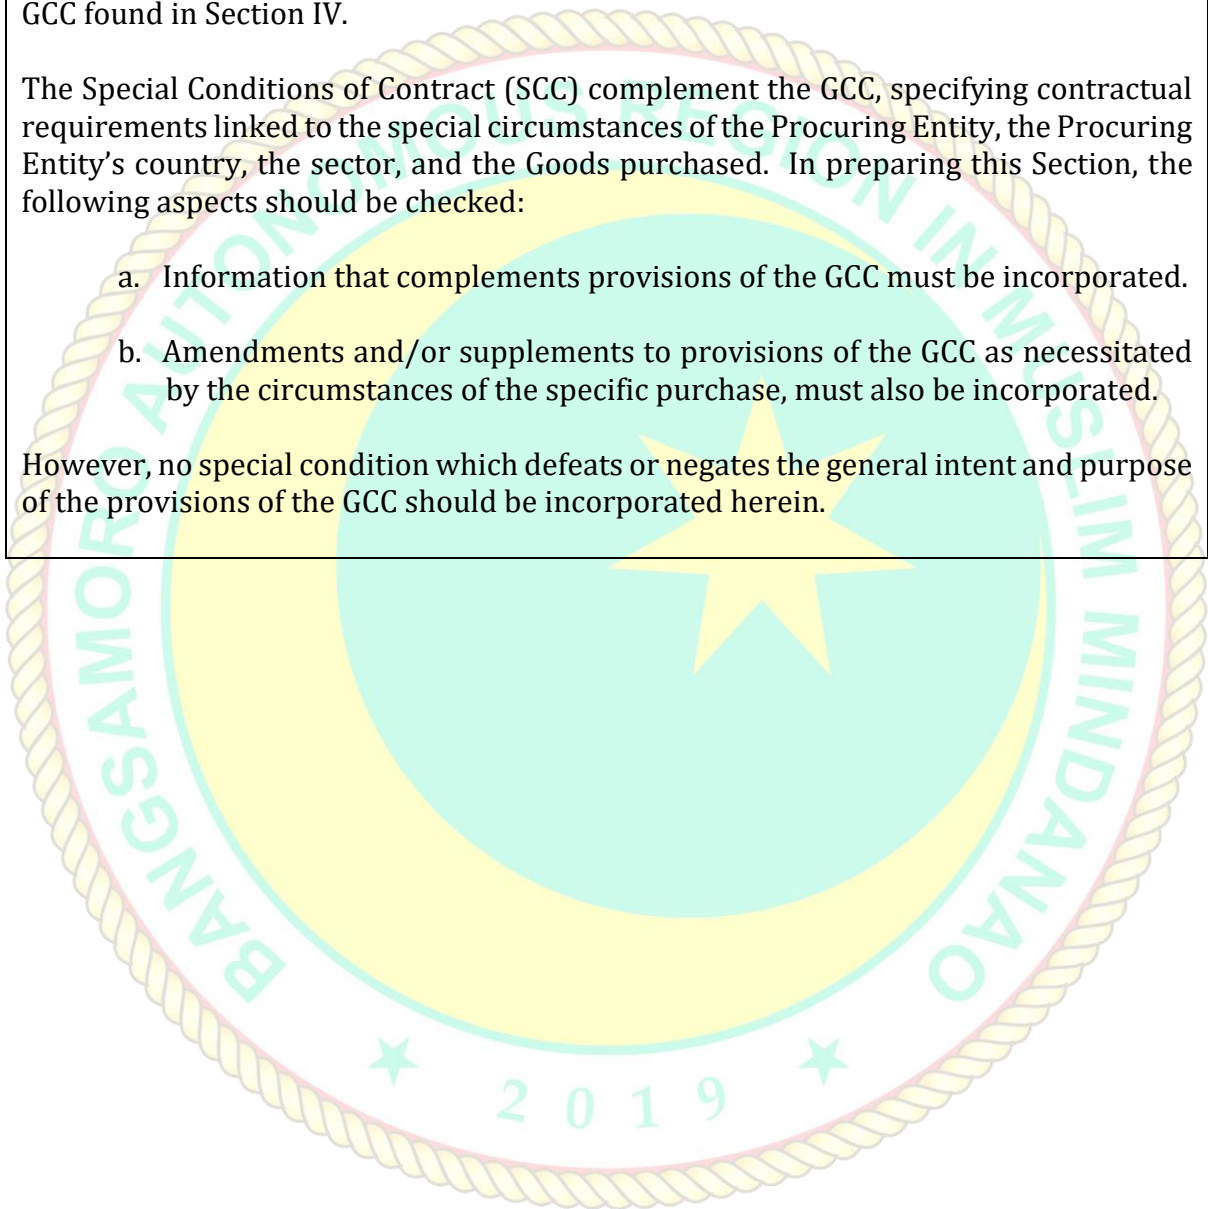 GCC found in Section IV.
The Special Conditions of Contract (SCC) complement the GCC, specifying contractual
requirements linked to the special circumstances of the Procuring Entity, the Procuring
Entity’s country, the sector, and the Goods purchased. In preparing this Section, the
following aspects should be checked:
a. Information that complements provisions of the GCC must be incorporated.
b. Amendments and/or supplements to provisions of the GCC as necessitated
by the circumstances of the specific purchase, must also be incorporated.
However, no special condition which defeats or negates the general intent and purpose
of the provisions of the GCC should be incorporated herein.
BANGSAMORO AUTONOMOUS REGION IN MUSLIM MINDANAO
2019